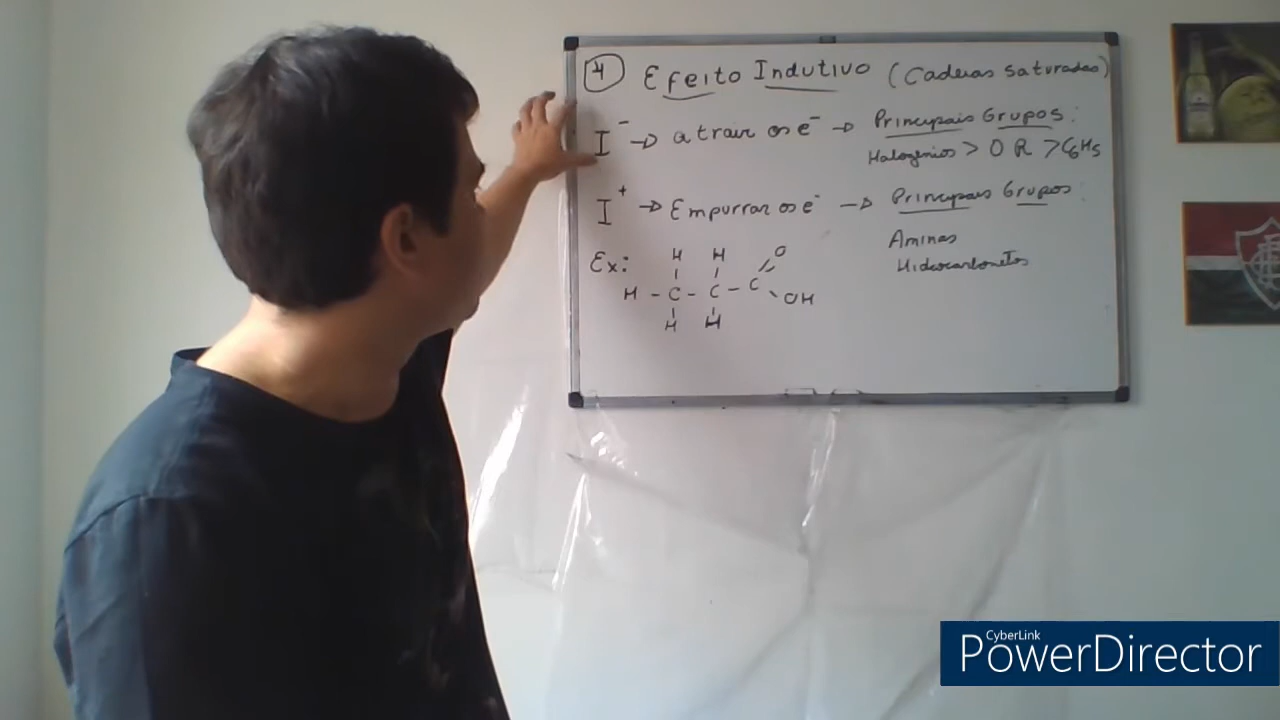 4 Efeito Indutivo (Cadeias Saturadas)
I⁻ → atrair os e⁻ → Principais Grupos:
Halogênios > OR > C6H5
I⁺ → Empurrar os e⁻ → Principais Grupos:
Aminas
Hidrocarbonetos
Ex:
H H O
H - C - C - C
OH
H H
CyberLink
PowerDirector